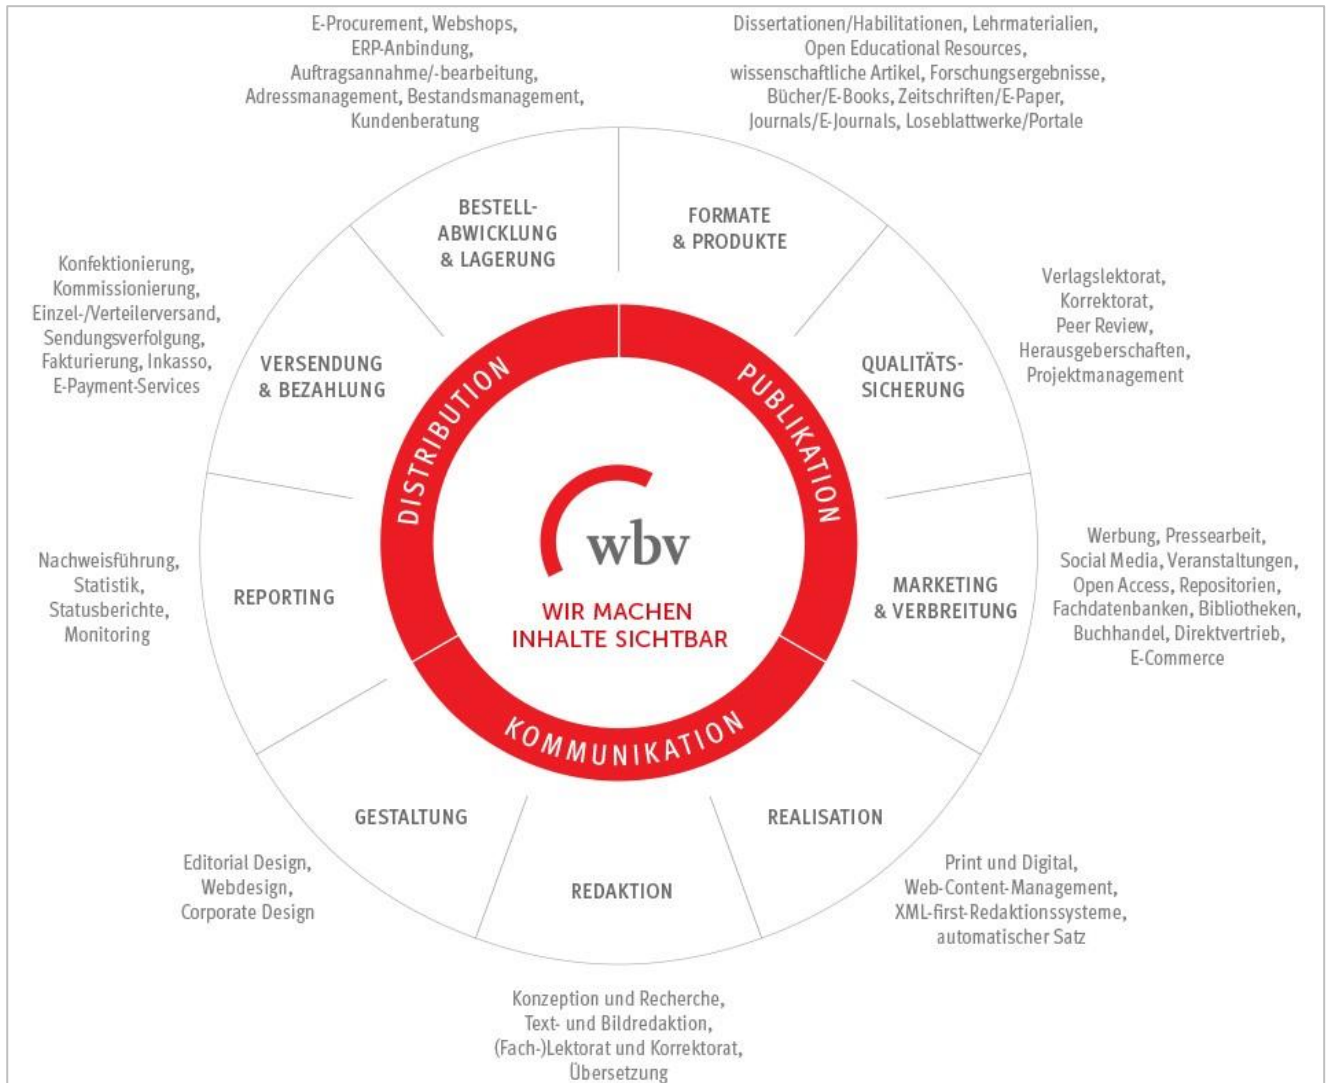 E-Procurement, Webshops,
ERP-Anbindung,
Auftragsannahme/-bearbeitung,
Adressmanagement, Bestandsmanagement,
Kundenberatung
Dissertationen/Habilitationen, Lehrmaterialien,
Open Educational Resources,
wissenschaftliche Artikel, Forschungsergebnisse,
Bücher/E-Books, Zeitschriften/E-Paper,
Journals/E-Journals, Loseblattwerke/Portale
BESTELL-
ABWICKLUNG
& LAGERUNG
FORMATE
& PRODUKTE
Konfektionierung,
Kommissionierung,
Einzel-/Verteilerversand,
Sendungsverfolgung,
Fakturierung, Inkasso,
E-Payment-Services
VERSENDUNG
& BEZAHLUNG
QUALITÄTS-
SICHERUNG
Verlagslektorat,
Korrektorat,
Peer Review,
Herausgeberschaften,
Projektmanagement
DISTRIBUTION
PUBLIKATION
wbv
WIR MACHEN
INHALTE SICHTBAR
KOMMUNIKATION
Nachweisführung,
Statistik,
Statusberichte,
Monitoring
REPORTING
MARKETING
& VERBREITUNG
Werbung, Pressearbeit,
Social Media, Veranstaltungen,
Open Access, Repositorien,
Fachdatenbanken, Bibliotheken,
Buchhandel, Direktvertrieb,
E-Commerce
GESTALTUNG
REDAKTION
REALISATION
Editorial Design,
Webdesign,
Corporate Design
Print und Digital,
Web-Content-Management,
XML-first-Redaktionssysteme,
automatischer Satz
Konzeption und Recherche,
Text- und Bildredaktion,
(Fach-)Lektorat und Korrektorat,
Übersetzung